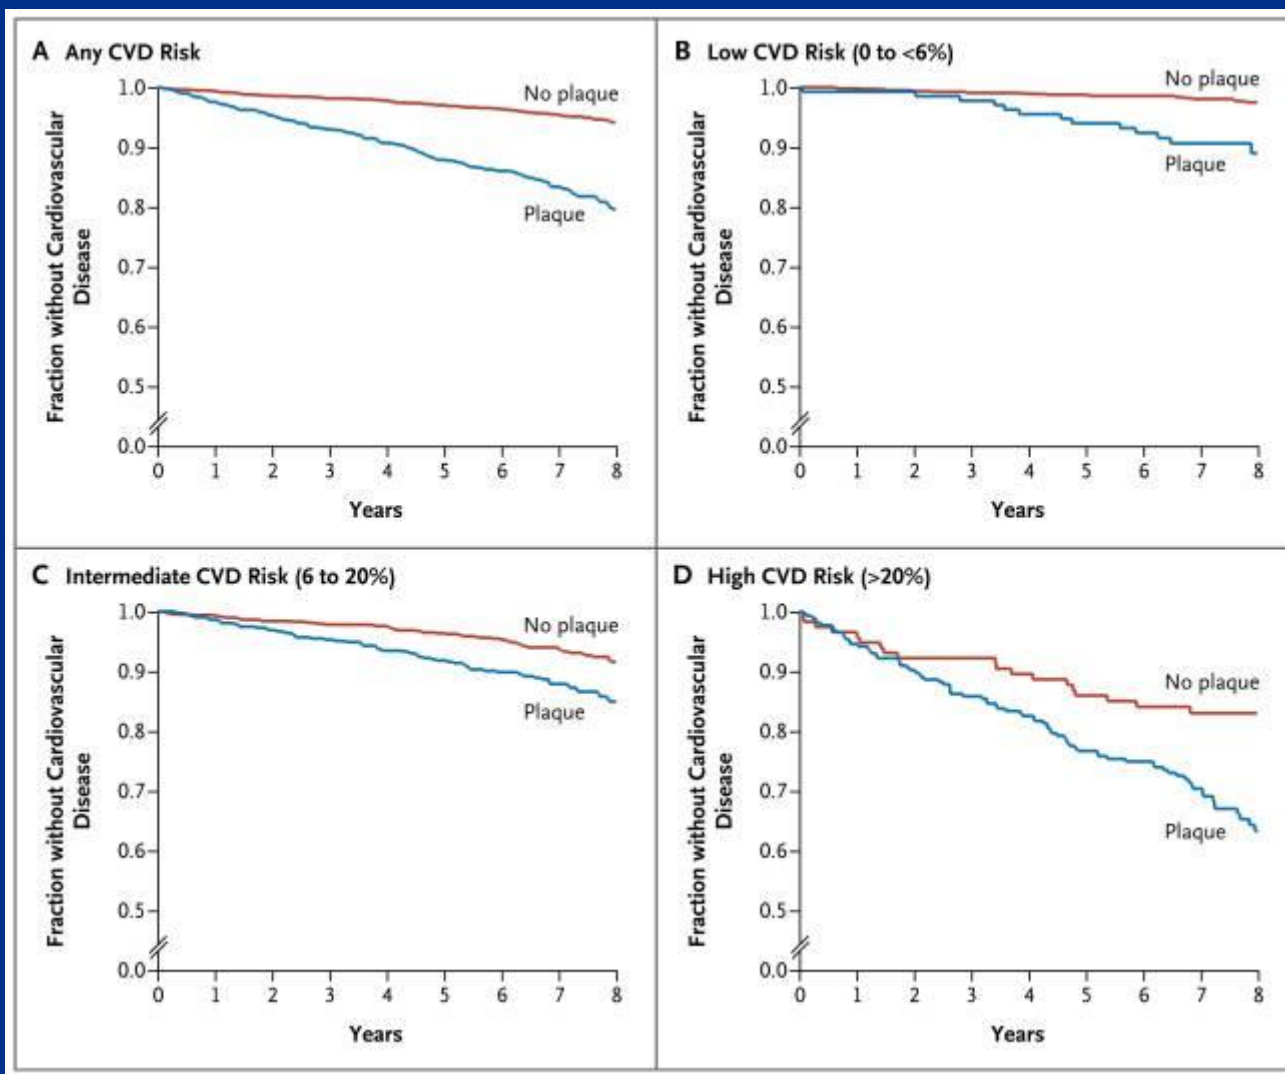 A Any CVD Risk
1.0
0.9
0.8
0.7
0.6
0.5
0.0
Fraction without Cardiovascular
Disease
No plaque
Plaque
0 1 2 3 4 5 6 7 8
Years
B Low CVD Risk (0 to <6%)
1.0
0.9
0.8
0.7
0.6
0.5
0.0
Fraction without Cardiovascular
Disease
No plaque
Plaque
0 1 2 3 4 5 6 7 8
Years
C Intermediate CVD Risk (6 to 20%)
1.0
0.9
0.8
0.7
0.6
0.5
0.0
Fraction without Cardiovascular
Disease
No plaque
Plaque
0 1 2 3 4 5 6 7 8
Years
D High CVD Risk (>20%)
1.0
0.9
0.8
0.7
0.6
0.5
0.0
Fraction without Cardiovascular
Disease
No plaque
Plaque
0 1 2 3 4 5 6 7 8
Years